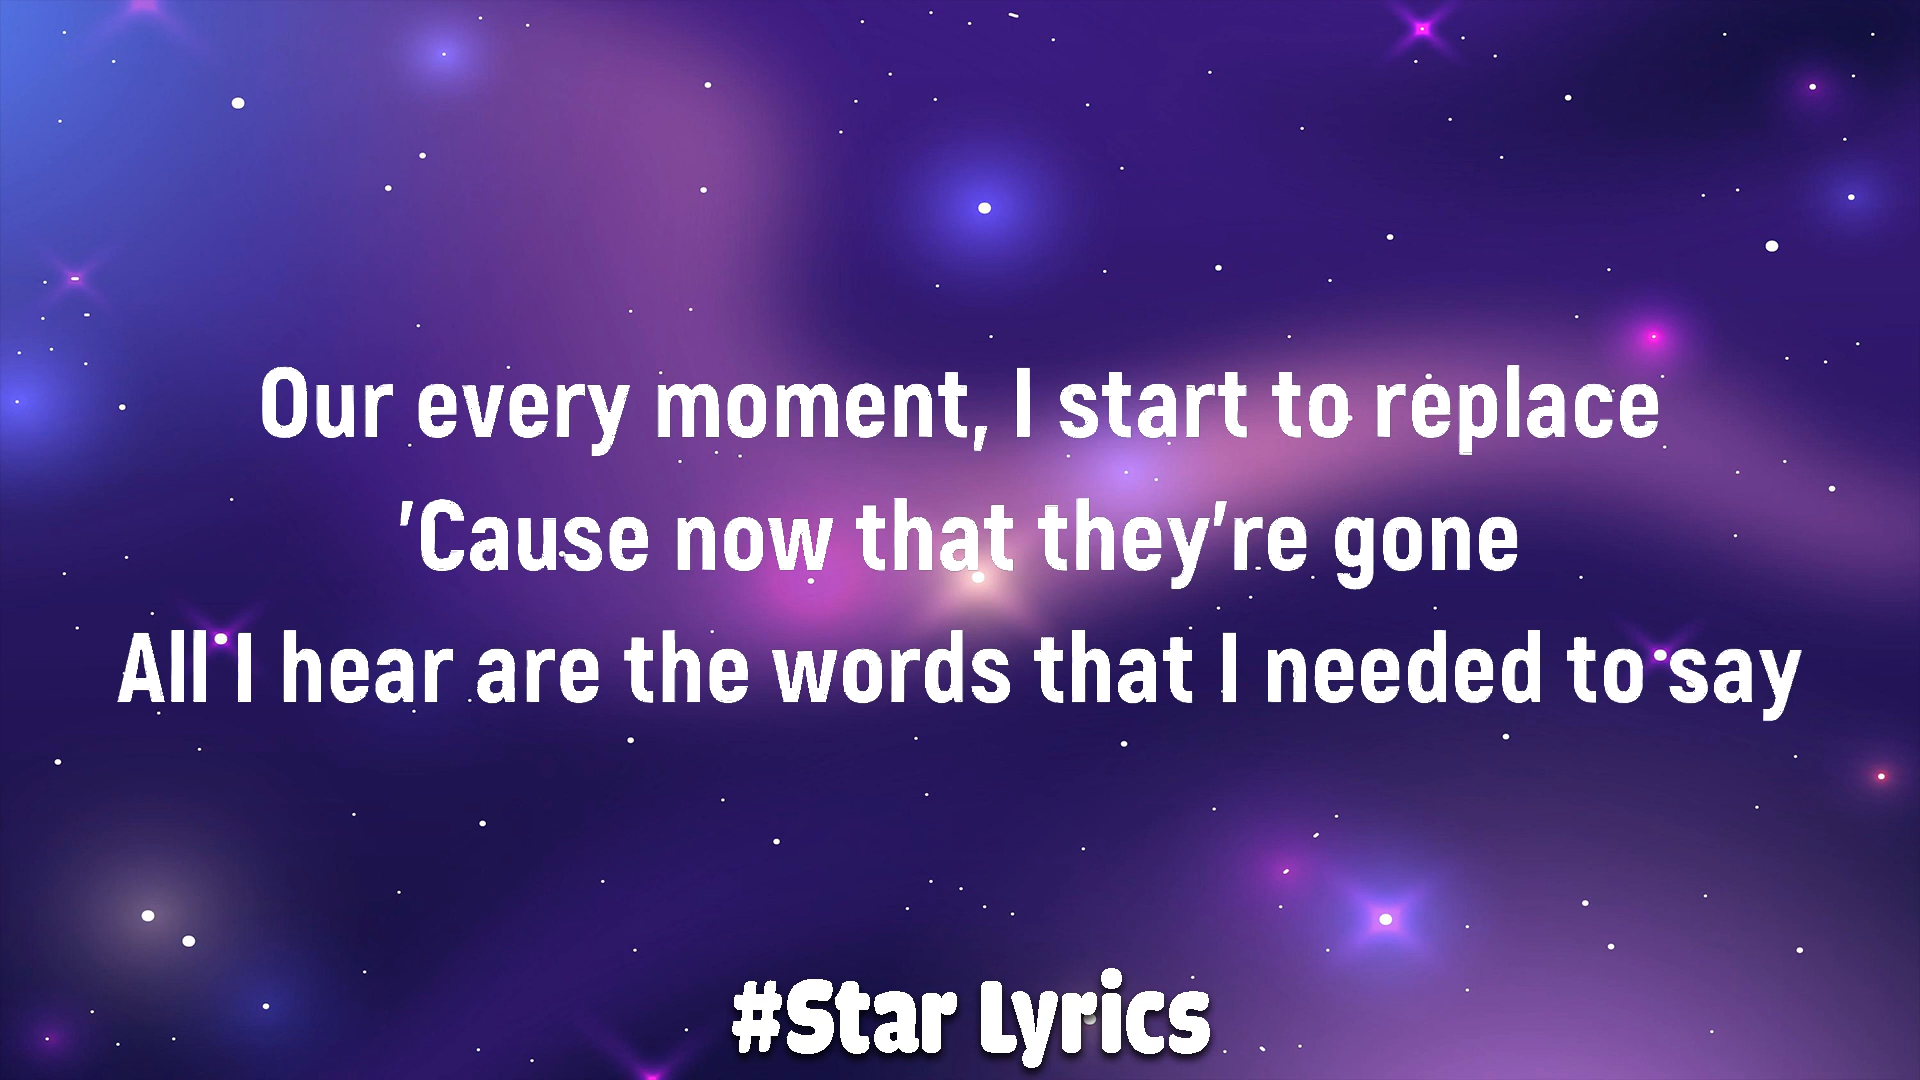 Our every moment, I start to replace
'Cause now that they're gone
All I hear are the words that I needed to say
#Star Lyrics